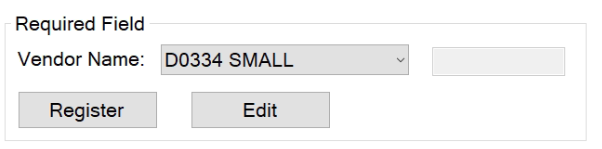 Required Field
Vendor Name: D0334 SMALL
Register Edit